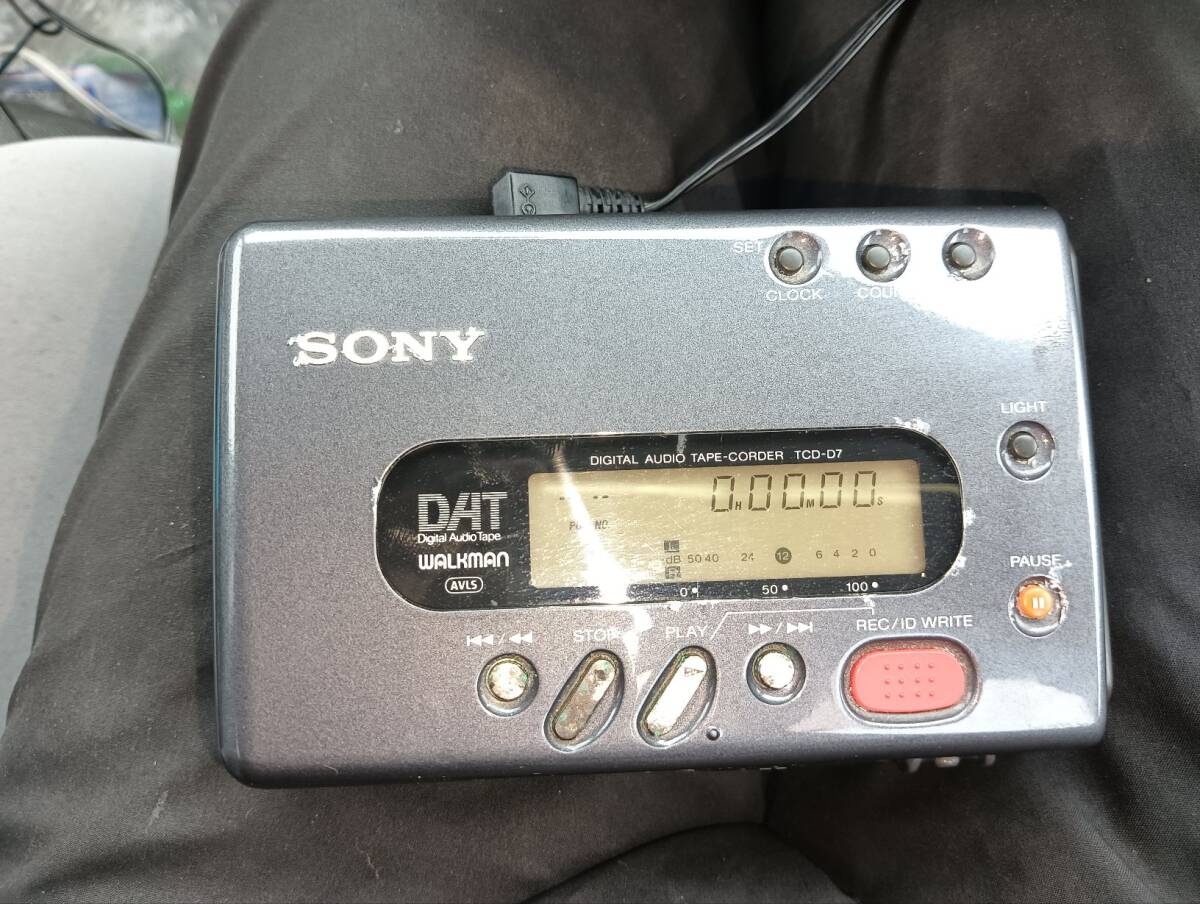 SET
CLOCK COU
SONY
LIGHT
DIGITAL AUDIO TAPE-CORDER TCD-D7
DAT
Digital Audio Tape
WALKMAN
AVLS
0H00M00S
L
dB 50 40 24 12 6 4 2 0
R
0 50 100
PAUSE
STOP PLAY REC/ID WRITE